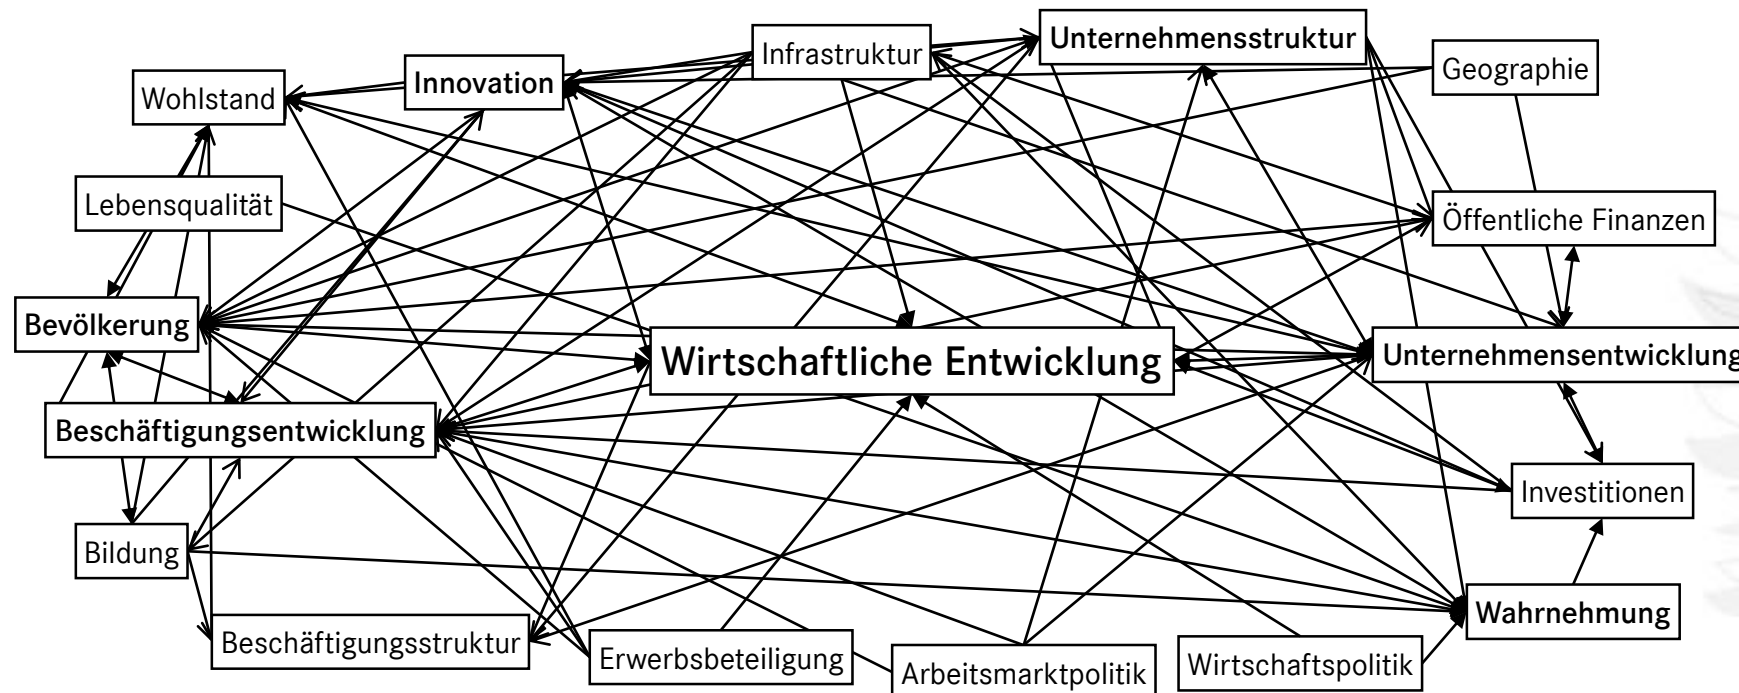 Unternehmensstruktur
Infrastruktur
Geographie
Innovation
Wohlstand
Lebensqualität
Öffentliche Finanzen
Bevölkerung
Wirtschaftliche Entwicklung
Unternehmensentwicklung
Beschäftigungsentwicklung
Investitionen
Bildung
Wahrnehmung
Beschäftigungsstruktur
Erwerbsbeteiligung
Wirtschaftspolitik
Arbeitsmarktpolitik